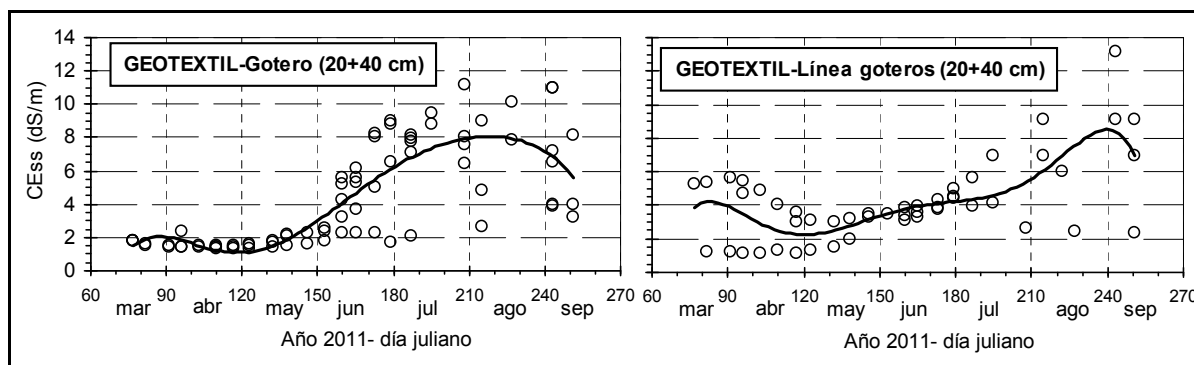 CEss (dS/m)
14
12
10
8
6
4
2
0
GEOTEXTIL-Gotero (20+40 cm)
60 90 120 150 180 210 240 270
mar abr may jun jul ago sep
Año 2011- día juliano
GEOTEXTIL-Línea goteros (20+40 cm)
60 90 120 150 180 210 240 270
mar abr may jun jul ago sep
Año 2011- día juliano